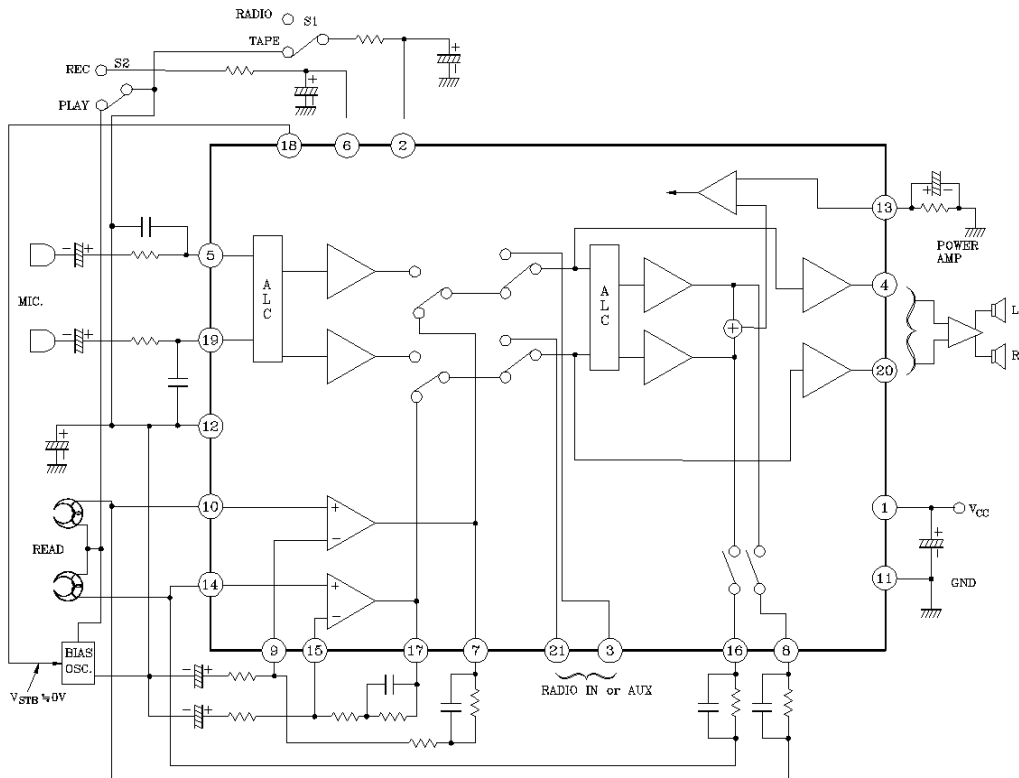 RADIO
S1
TAPE
REC
S2
PLAY
+
−
+
−
18
6
2
13
+ −
POWER
AMP
− +
5
A
L
C
MIC.
− +
19
A
L
C
+
4
L
R
20
12
+
−
10
+
−
READ
14
+
−
1
VCC
+
−
11
GND
BIAS
OSC.
VSTB≒0V
9
15
17
7
21
3
16
8
− +
− +
RADIO IN or AUX